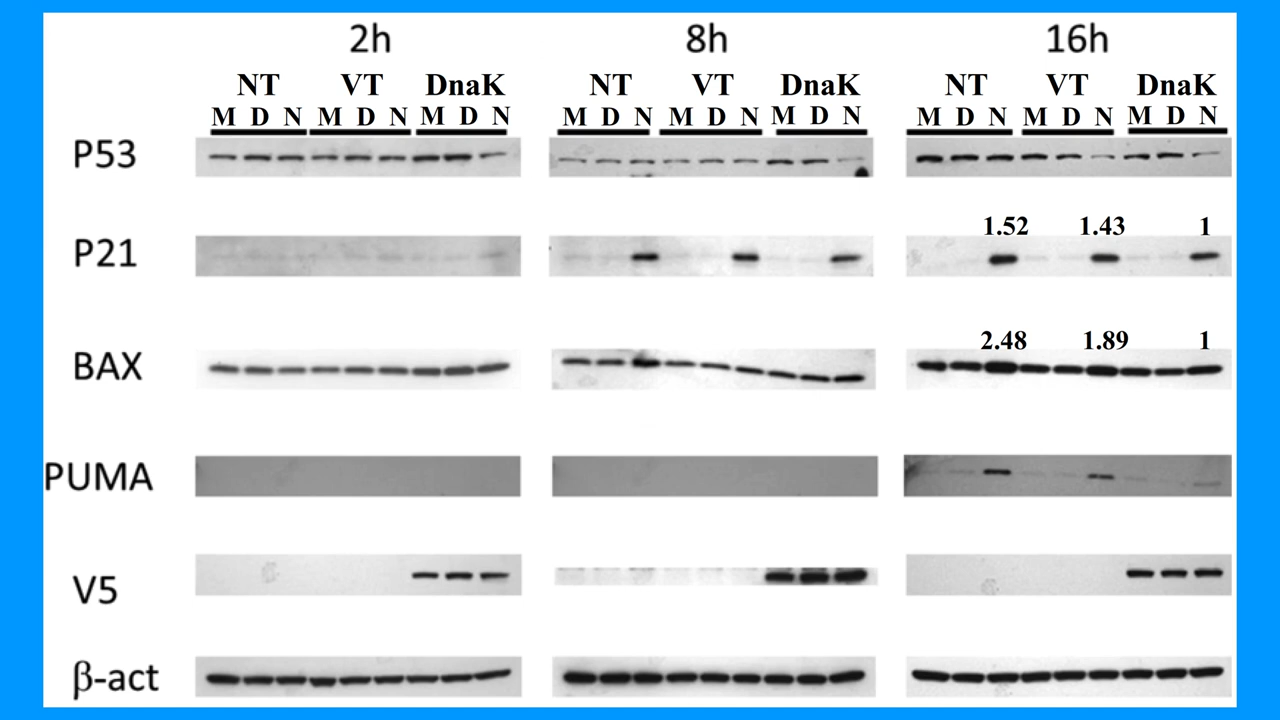 2h 8h 16h
NT VT DnaK NT VT DnaK NT VT DnaK
M D N M D N M D N M D N M D N M D N M D N M D N M D N
P53
1.52 1.43 1
P21
2.48 1.89 1
BAX
PUMA
V5
β-act